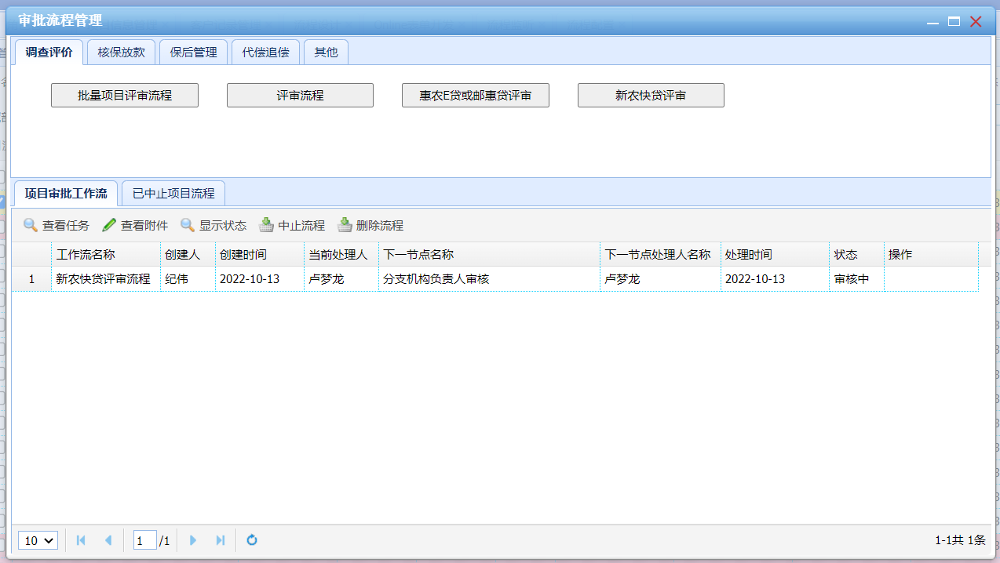 审批流程管理
调查评价 核保放款 保后管理 代偿追偿 其他
批量项目评审流程 评审流程 惠农E贷或邮惠贷评审 新农快贷评审
项目审批工作流 已中止项目流程
查看任务 查看附件 显示状态 中止流程 删除流程
工作流名称 创建人 创建时间 当前处理人 下一节点名称 下一节点处理人名称 处理时间 状态 操作
1 新农快贷评审流程 纪伟 2022-10-13 卢梦龙 分支机构负责人审核 卢梦龙 2022-10-13 审核中
10 1 /1 1-1共 1条